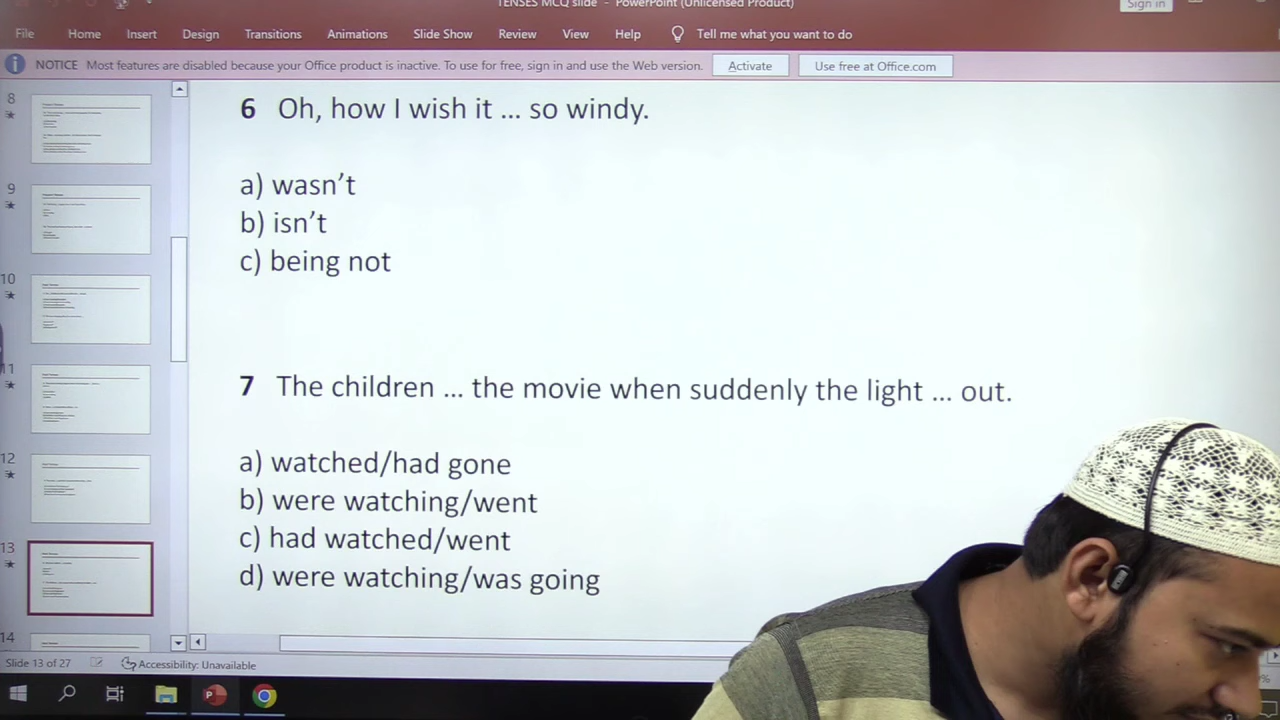 TENSES MCQ slide - PowerPoint (Unlicensed Product)
Sign in
File Home Insert Design Transitions Animations Slide Show Review View Help Tell me what you want to do
NOTICE Most features are disabled because your Office product is inactive. To use for free, sign in and use the Web version. Activate Use free at Office.com
8
9
10
11
12
13
14
6 Oh, how I wish it ... so windy.
a) wasn’t
b) isn’t
c) being not
7 The children ... the movie when suddenly the light ... out.
a) watched/had gone
b) were watching/went
c) had watched/went
d) were watching/was going
Slide 13 of 27 Accessibility: Unavailable